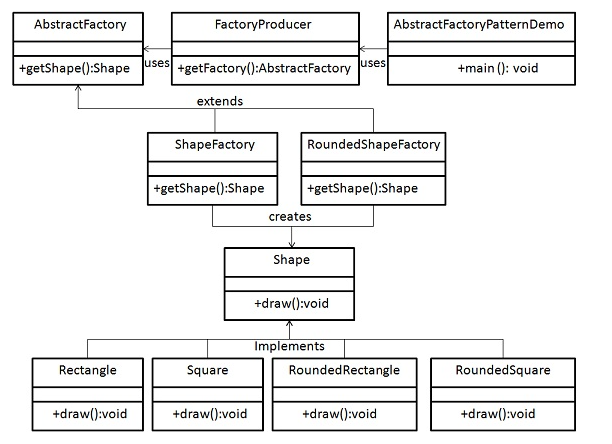 AbstractFactory
+getShape():Shape
uses
FactoryProducer
+getFactory():AbstractFactory
uses
AbstractFactoryPatternDemo
+main(): void
extends
ShapeFactory
+getShape():Shape
RoundedShapeFactory
+getShape():Shape
creates
Shape
+draw():void
Implements
Rectangle
+draw():void
Square
+draw():void
RoundedRectangle
+draw():void
RoundedSquare
+draw():void